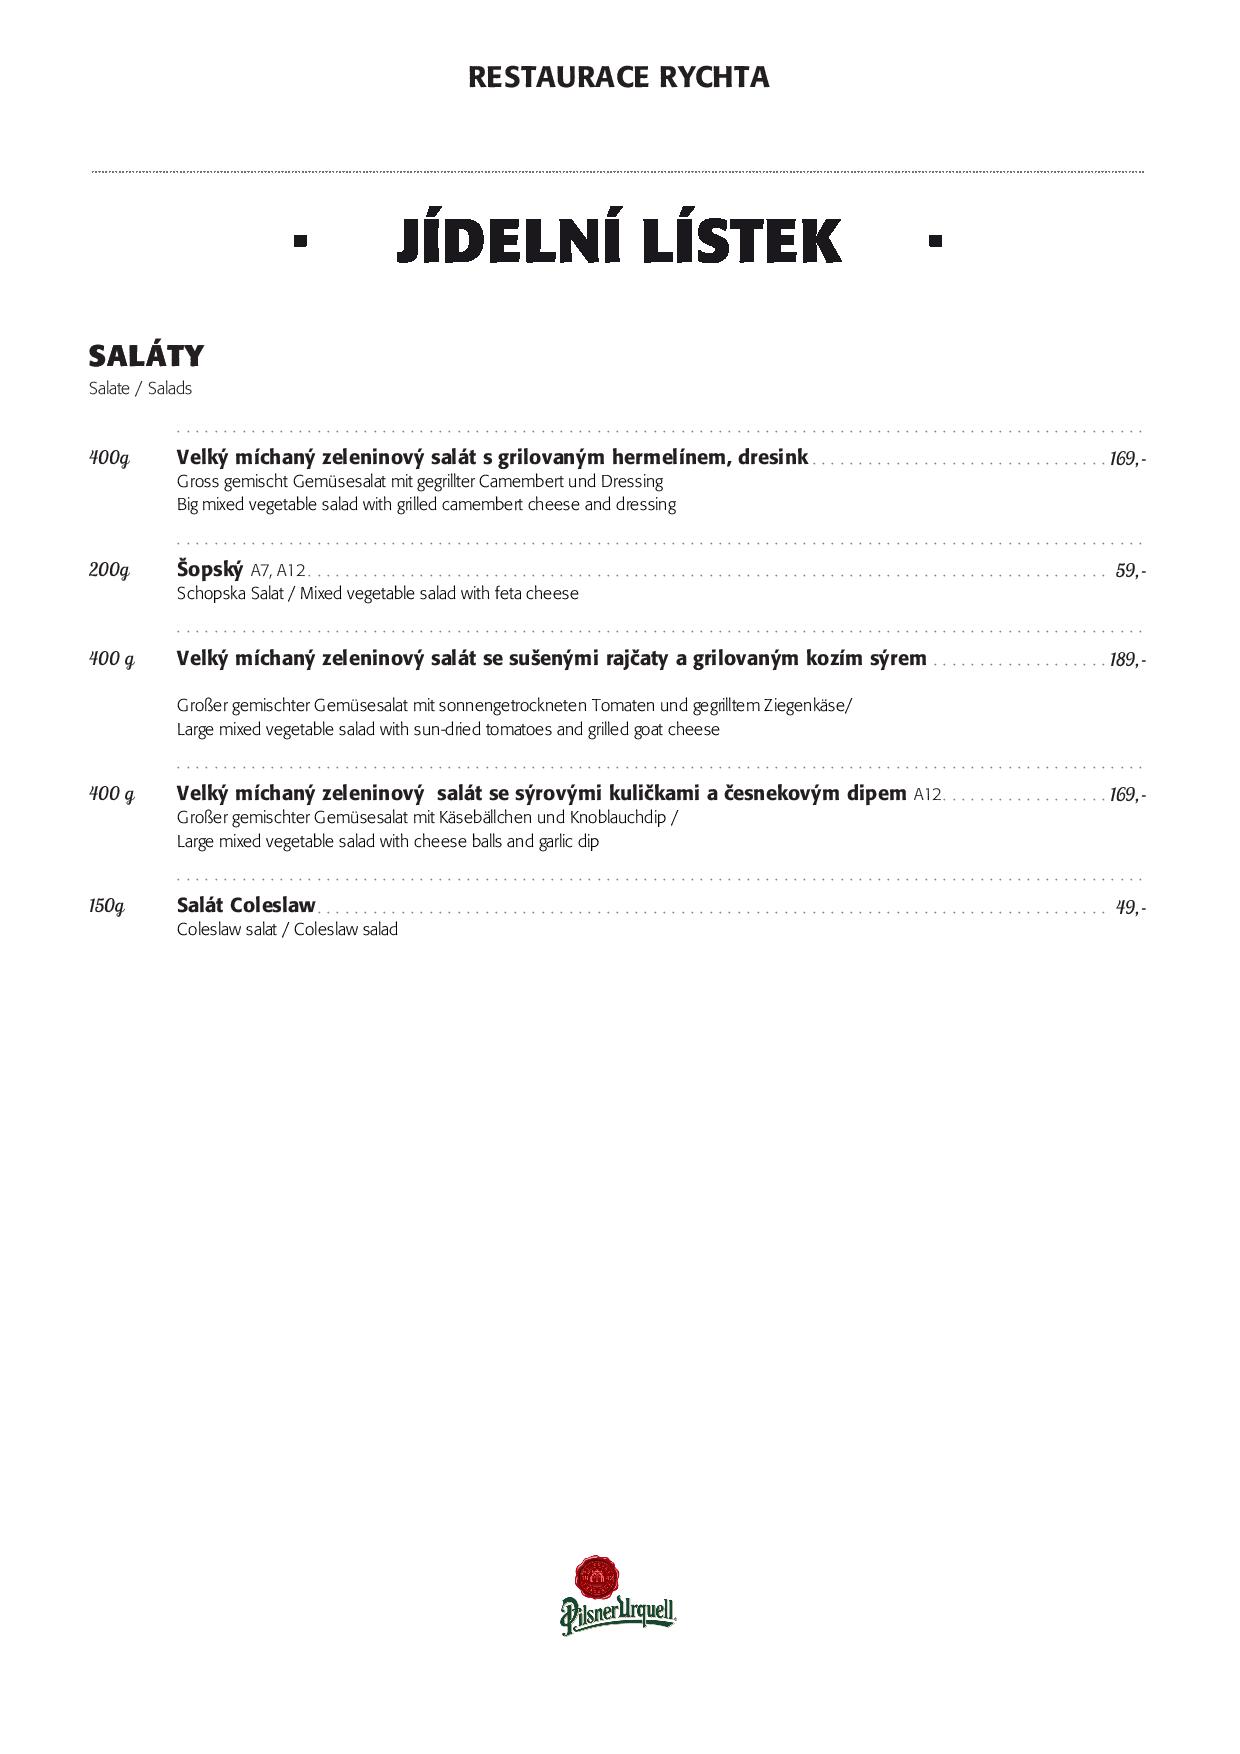 RESTAURACE RYCHTA
JÍDELNÍ LÍSTEK
SALÁTY
Salate / Salads
400g Velký míchaný zeleninový salát s grilovaným hermelínem, dresink 169,-
Gross gemischt Gemüsesalat mit gegrillter Camembert und Dressing
Big mixed vegetable salad with grilled camembert cheese and dressing
200g Šopský A7, A12 59,-
Schopska Salat / Mixed vegetable salad with feta cheese
400 g Velký míchaný zeleninový salát se sušenými rajčaty a grilovaným kozím sýrem 189,-
Großer gemischter Gemüsesalat mit sonnengetrockneten Tomaten und gegrilltem Ziegenkäse/
Large mixed vegetable salad with sun-dried tomatoes and grilled goat cheese
400 g Velký míchaný zeleninový salát se sýrovými kuličkami a česnekovým dipem A12 169,-
Großer gemischter Gemüsesalat mit Käsebällchen und Knoblauchdip /
Large mixed vegetable salad with cheese balls and garlic dip
150g Salát Coleslaw 49,-
Coleslaw salat / Coleslaw salad
Pilsner Urquell